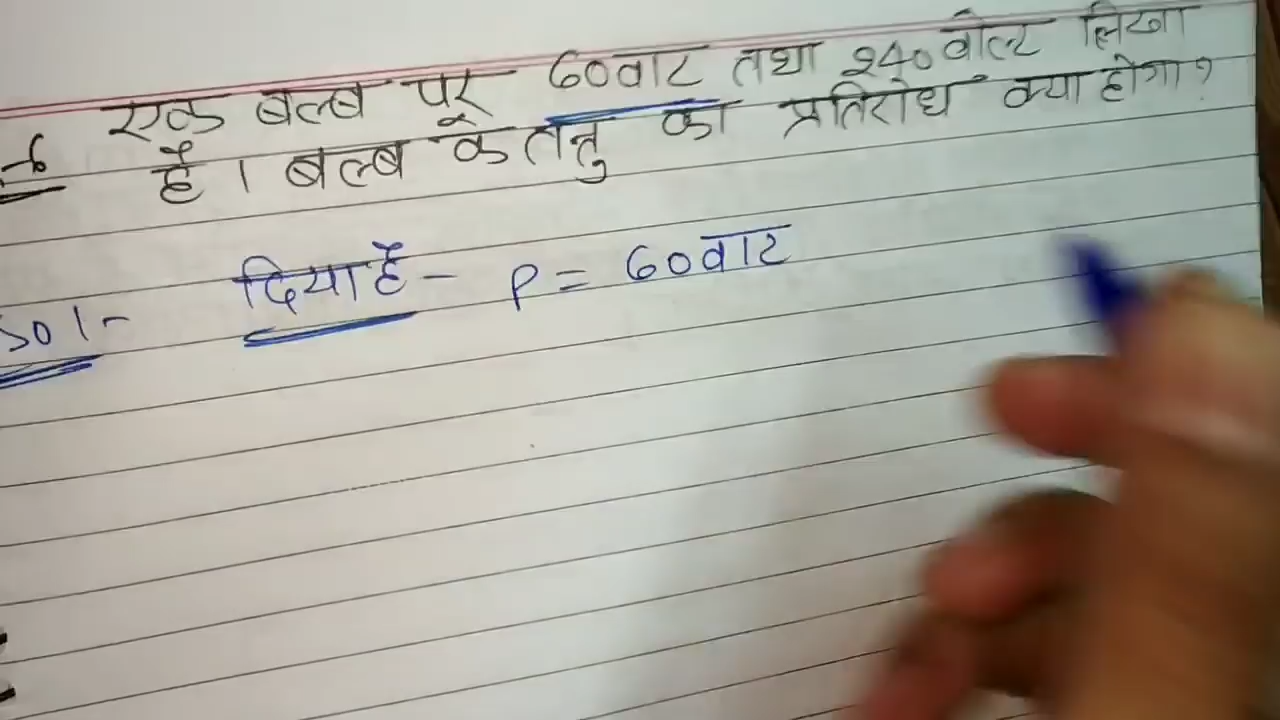 एक बल्ब पर 60वाट तथा 240वोल्ट लिखा
है। बल्ब के तन्तु का प्रतिरोध क्या होगा?
Sol- दिया है- P = 60वाट